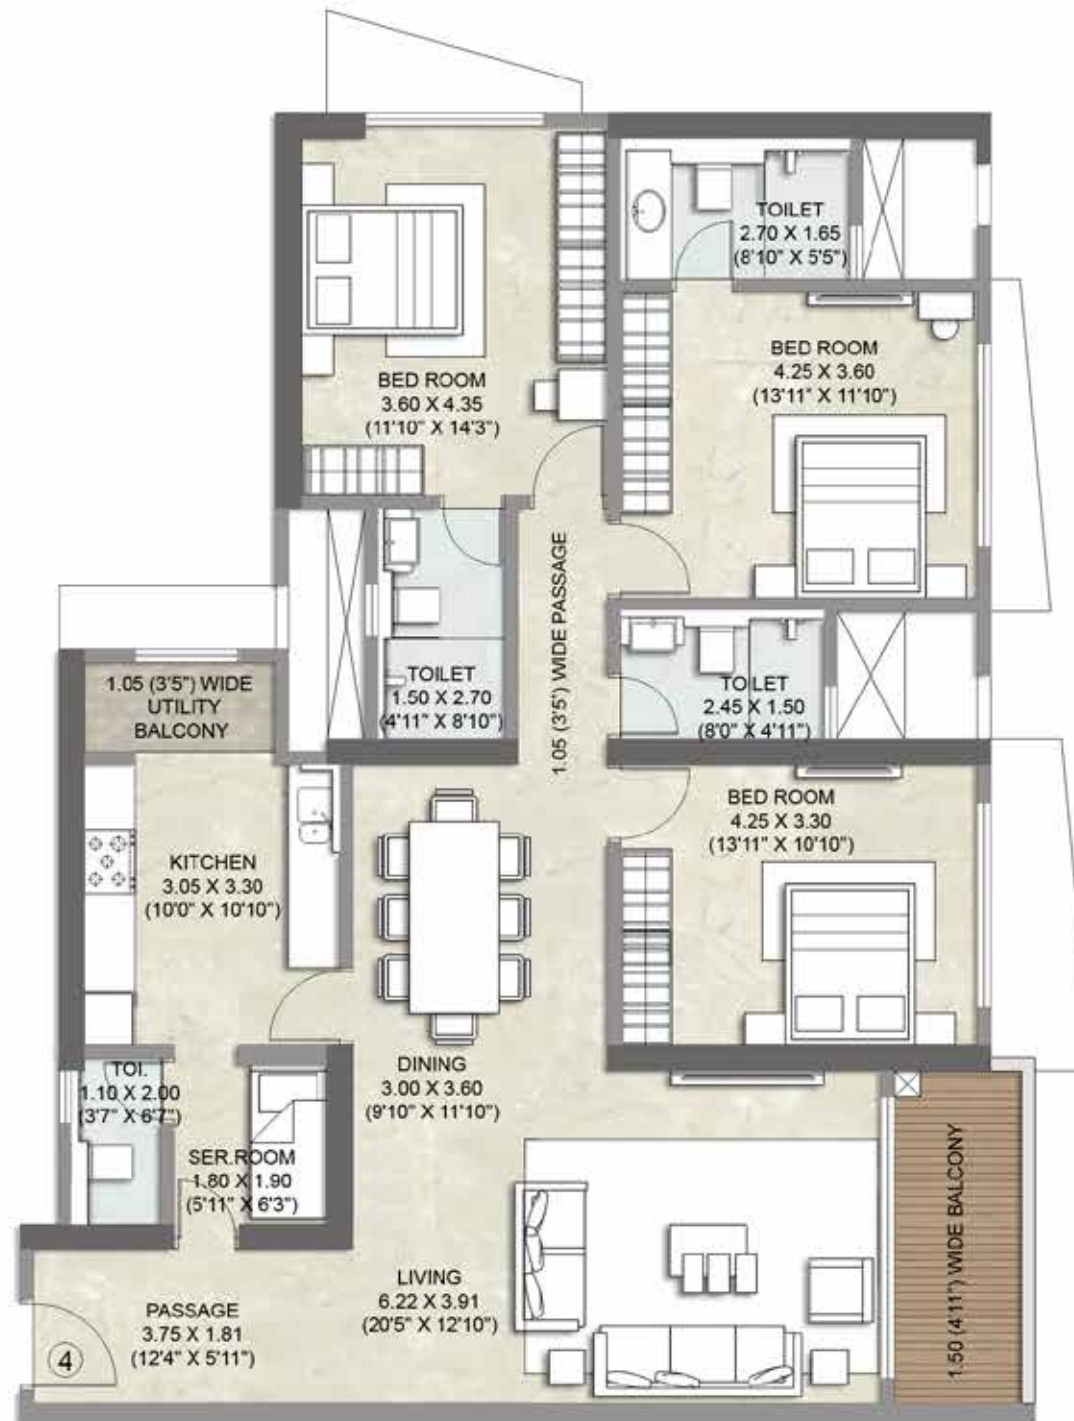 TOILET
2.70 X 1.65
(8'10" X 5'5")
BED ROOM
3.60 X 4.35
(11'10" X 14'3")
BED ROOM
4.25 X 3.60
(13'11" X 11'10")
1.05 (3'5") WIDE PASSAGE
TOILET
1.50 X 2.70
(4'11" X 8'10")
TOILET
2.45 X 1.50
(8'0" X 4'11")
1.05 (3'5") WIDE
UTILITY
BALCONY
BED ROOM
4.25 X 3.30
(13'11" X 10'10")
KITCHEN
3.05 X 3.30
(10'0" X 10'10")
DINING
3.00 X 3.60
(9'10" X 11'10")
TOI.
1.10 X 2.00
(3'7" X 6'7")
SER.ROOM
1.80 X 1.90
(5'11" X 6'3")
LIVING
6.22 X 3.91
(20'5" X 12'10")
1.50 (4'11") WIDE BALCONY
PASSAGE
3.75 X 1.81
(12'4" X 5'11")
4